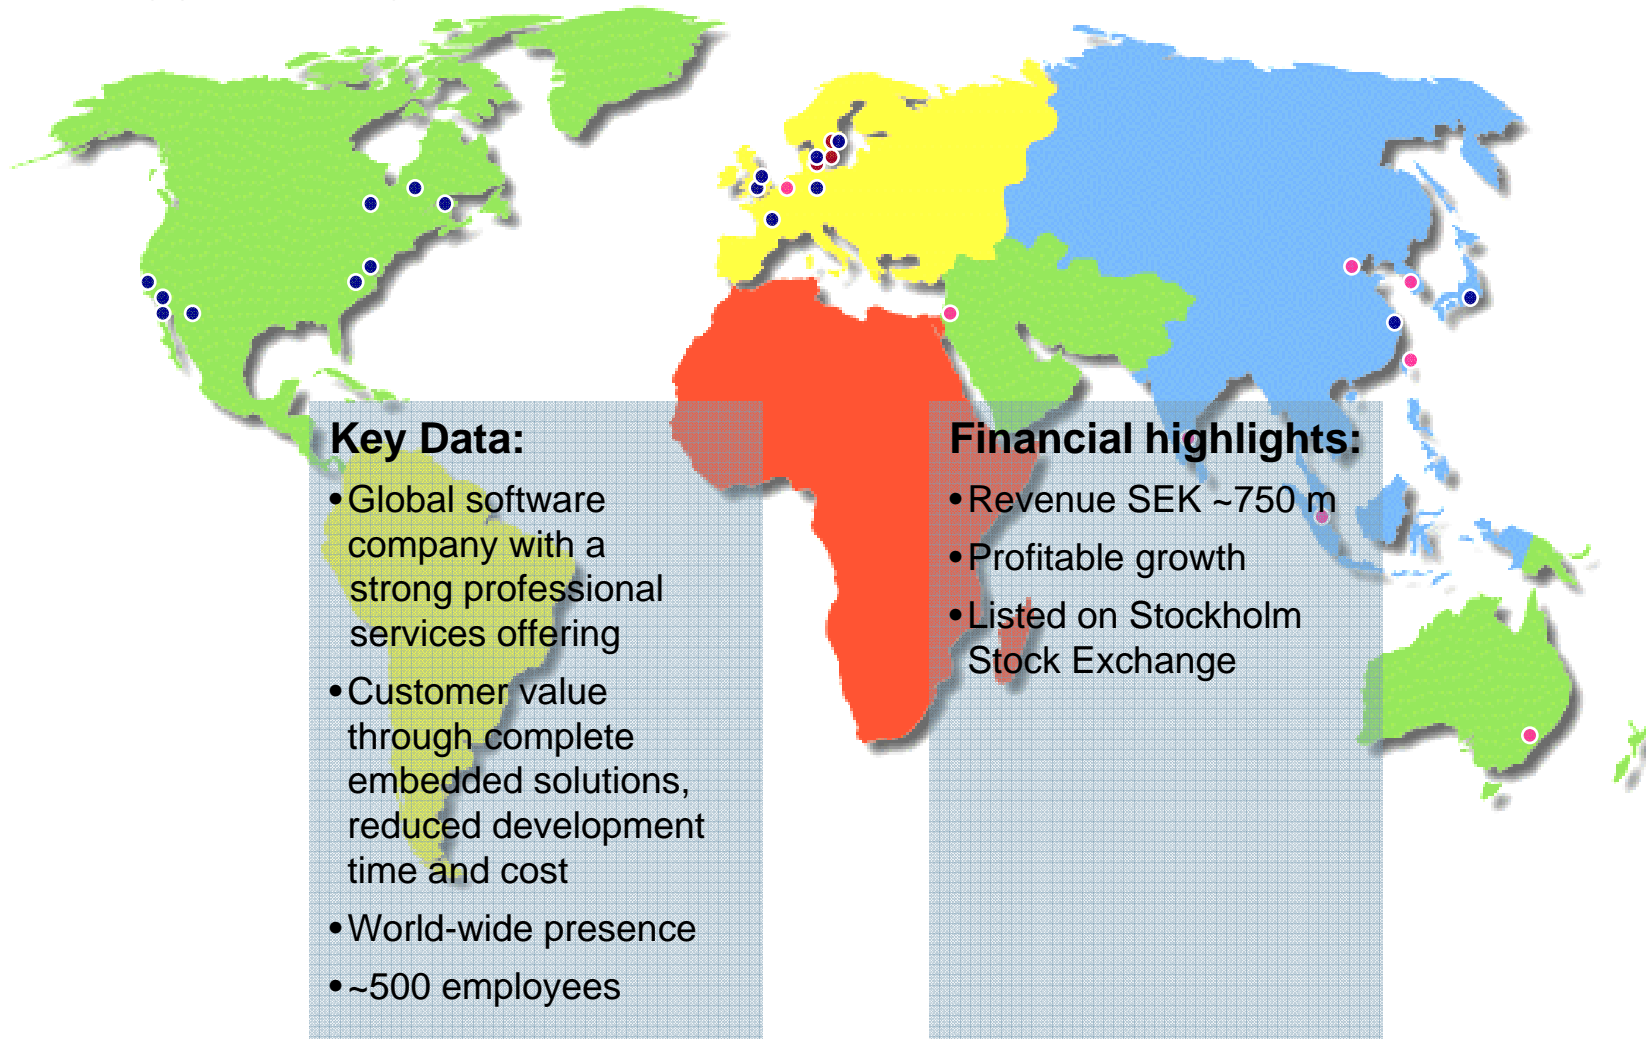 Key Data:
•Global software
company with a
strong professional
services offering
•Customer value
through complete
embedded solutions,
reduced development
time and cost
•World-wide presence
•~500 employees
Financial highlights:
•Revenue SEK ~750 m
•Profitable growth
•Listed on Stockholm
Stock Exchange